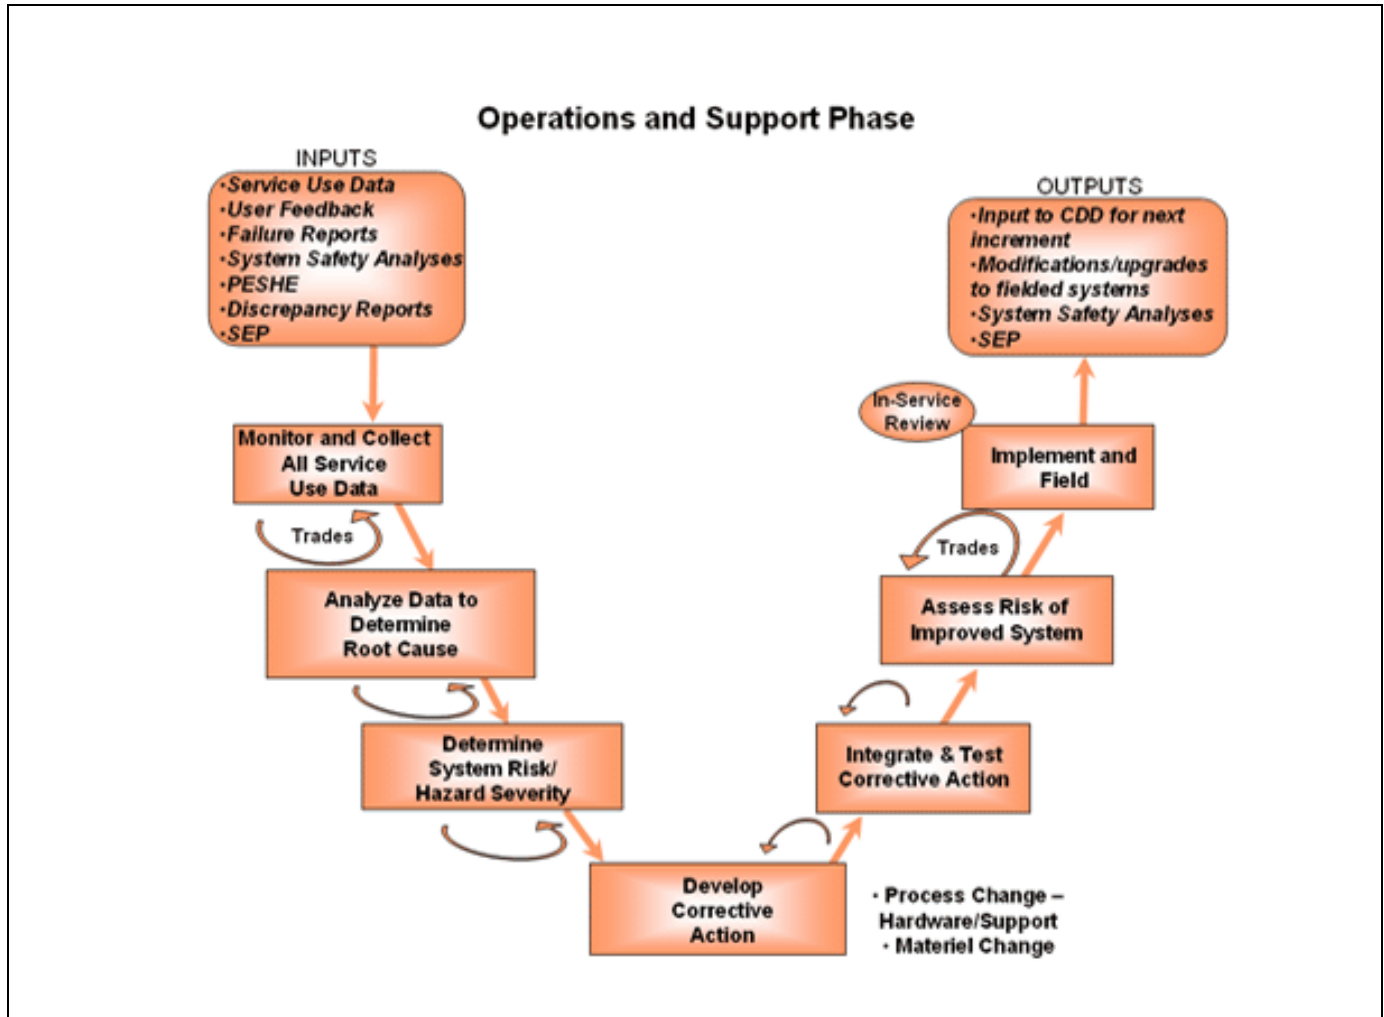 Operations and Support Phase
INPUTS
·Service Use Data
·User Feedback
·Failure Reports
·System Safety Analyses
·PESHE
·Discrepancy Reports
·SEP
Monitor and Collect
All Service
Use Data
Trades
Analyze Data to
Determine
Root Cause
Determine
System Risk/
Hazard Severity
Develop
Corrective
Action
· Process Change –
Hardware/Support
· Materiel Change
Integrate & Test
Corrective Action
Assess Risk of
Improved System
Trades
Implement and
Field
In-Service
Review
OUTPUTS
·Input to CDD for next
increment
·Modifications/upgrades
to fielded systems
·System Safety Analyses
·SEP